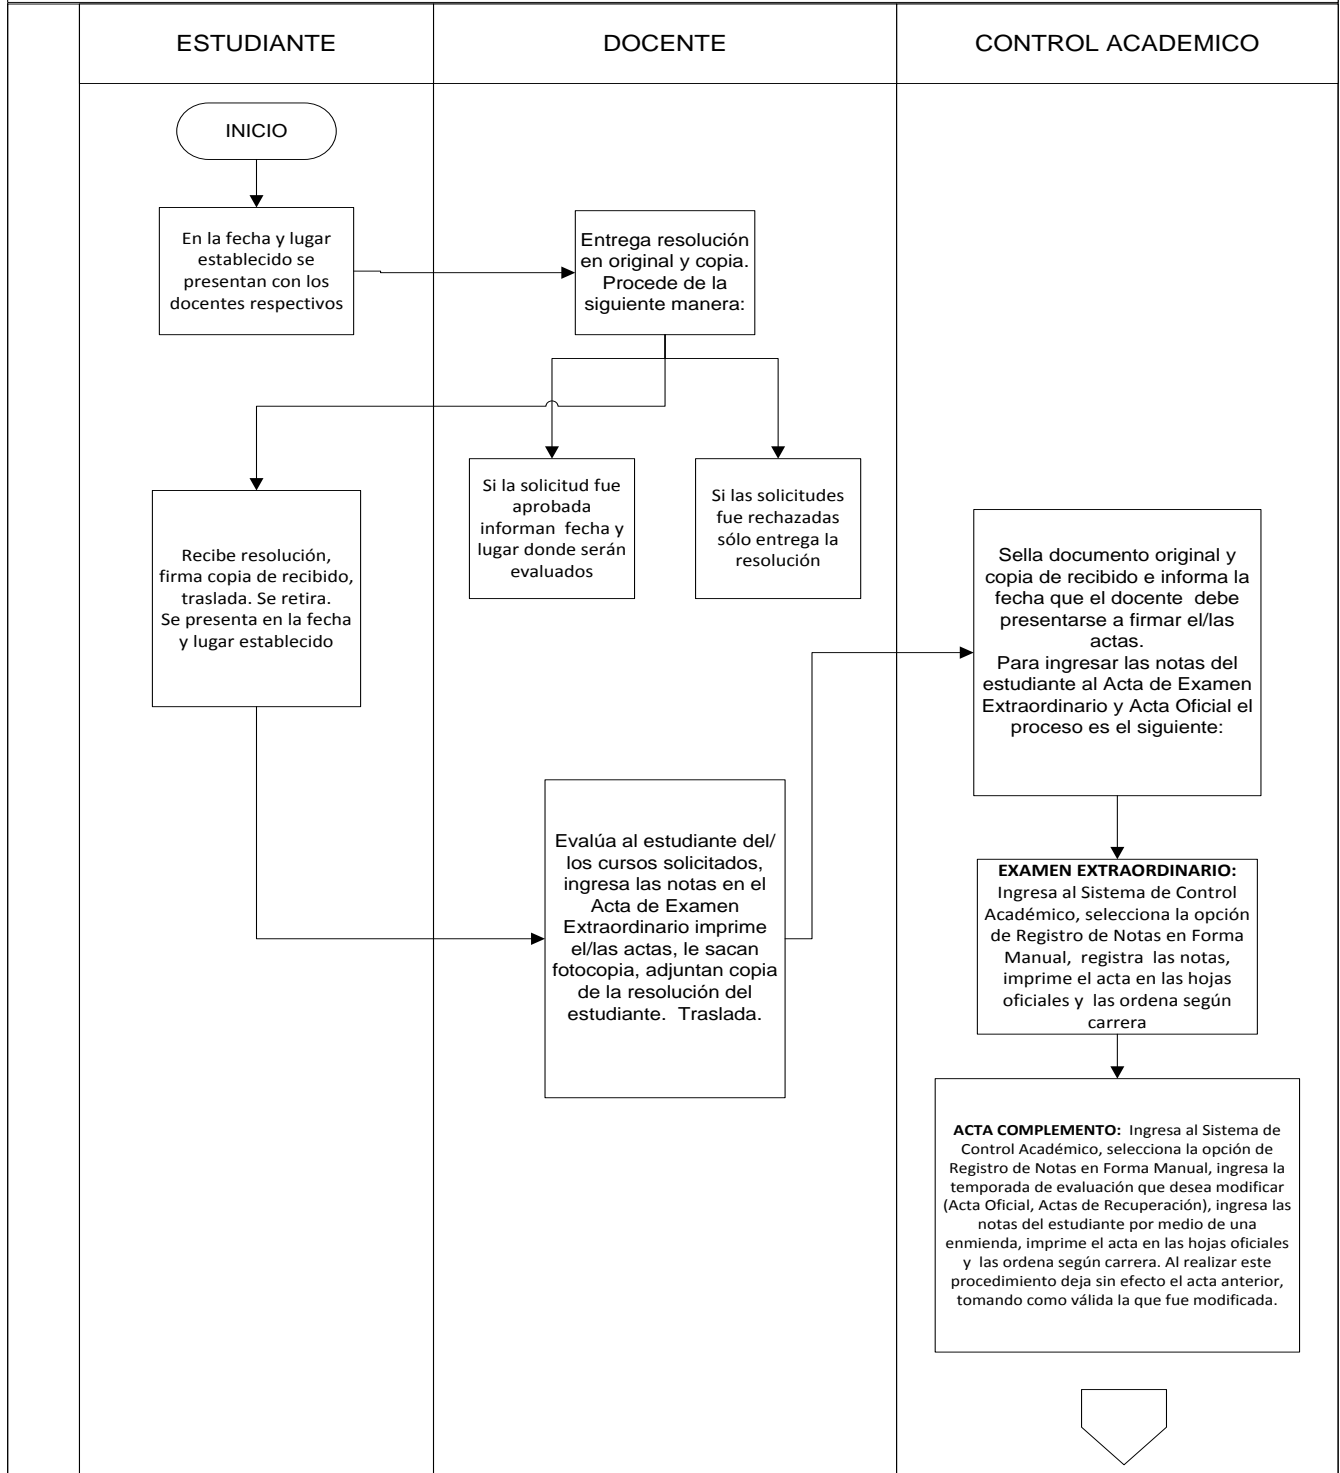 ESTUDIANTE
DOCENTE
CONTROL ACADEMICO
INICIO
En la fecha y lugar
establecido se
presentan con los
docentes respectivos
Entrega resolución
en original y copia.
Procede de la
siguiente manera:
Si la solicitud fue
aprobada
informan fecha y
lugar donde serán
evaluados
Si las solicitudes
fue rechazadas
sólo entrega la
resolución
Recibe resolución,
firma copia de recibido,
traslada. Se retira.
Se presenta en la fecha
y lugar establecido
Sella documento original y
copia de recibido e informa la
fecha que el docente debe
presentarse a firmar el/las
actas.
Para ingresar las notas del
estudiante al Acta de Examen
Extraordinario y Acta Oficial el
proceso es el siguiente:
Evalúa al estudiante del/
los cursos solicitados,
ingresa las notas en el
Acta de Examen
Extraordinario imprime
el/las actas, le sacan
fotocopia, adjuntan copia
de la resolución del
estudiante. Traslada.
EXAMEN EXTRAORDINARIO:
Ingresa al Sistema de Control
Académico, selecciona la opción
de Registro de Notas en Forma
Manual, registra las notas,
imprime el acta en las hojas
oficiales y las ordena según
carrera
ACTA COMPLEMENTO: Ingresa al Sistema de
Control Académico, selecciona la opción de
Registro de Notas en Forma Manual, ingresa la
temporada de evaluación que desea modificar
(Acta Oficial, Actas de Recuperación), ingresa las
notas del estudiante por medio de una
enmienda, imprime el acta en las hojas oficiales
y las ordena según carrera. Al realizar este
procedimiento deja sin efecto el acta anterior,
tomando como válida la que fue modificada.